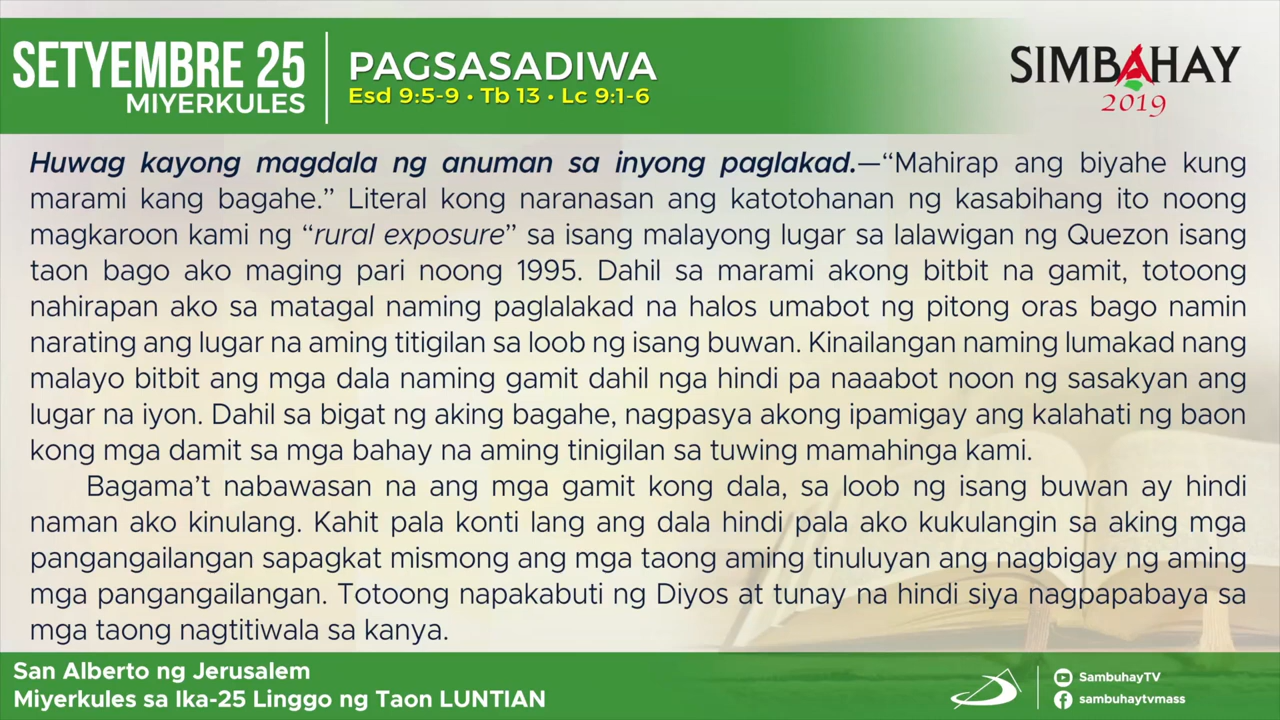 SETYEMBRE 25
MIYERKULES
PAGSASADIWA
Esd 9:5-9 • Tb 13 • Lc 9:1-6
SIMBAHAY
2019
Huwag kayong magdala ng anuman sa inyong paglakad.—“Mahirap ang biyahe kung
marami kang bagahe.” Literal kong naranasan ang katotohanan ng kasabihang ito noong
magkaroon kami ng “rural exposure” sa isang malayong lugar sa lalawigan ng Quezon isang
taon bago ako maging pari noong 1995. Dahil sa marami akong bitbit na gamit, totoong
nahirapan ako sa matagal naming paglalakad na halos umabot ng pitong oras bago namin
narating ang lugar na aming titigilan sa loob ng isang buwan. Kinailangan naming lumakad nang
malayo bitbit ang mga dala naming gamit dahil nga hindi pa naaabot noon ng sasakyan ang
lugar na iyon. Dahil sa bigat ng aking bagahe, nagpasya akong ipamigay ang kalahati ng baon
kong mga damit sa mga bahay na aming tinigilan sa tuwing mamahinga kami.
Bagama’t nabawasan na ang mga gamit kong dala, sa loob ng isang buwan ay hindi
naman ako kinulang. Kahit pala konti lang ang dala hindi pala ako kukulangin sa aking mga
pangangailangan sapagkat mismong ang mga taong aming tinuluyan ang nagbigay ng aming
mga pangangailangan. Totoong napakabuti ng Diyos at tunay na hindi siya nagpapabaya sa
mga taong nagtitiwala sa kanya.
San Alberto ng Jerusalem
Miyerkules sa Ika-25 Linggo ng Taon LUNTIAN
SambuhayTV
sambuhaytvmass